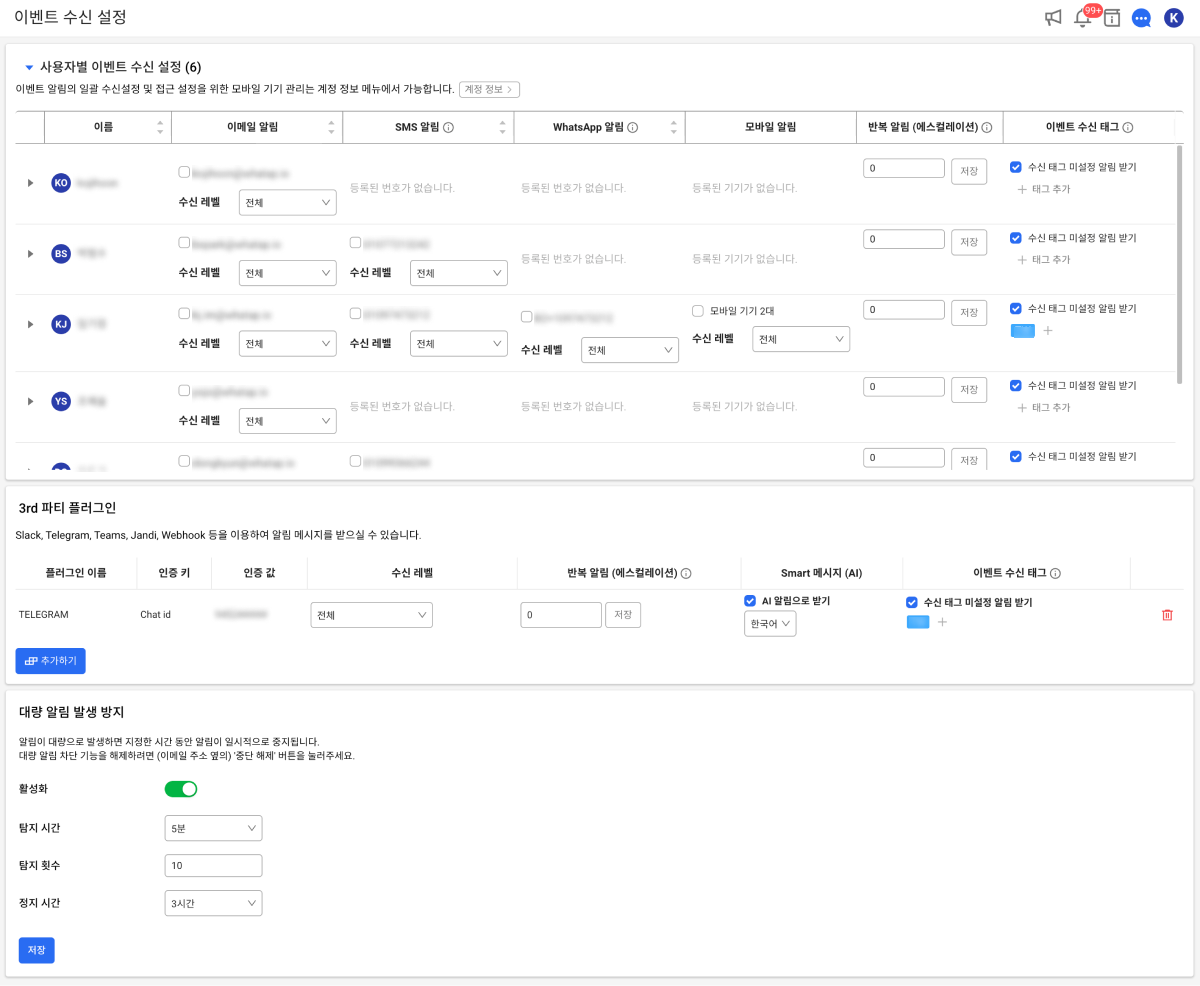 이벤트 수신 설정
99+
K
사용자별 이벤트 수신 설정 (6)
이벤트 알림의 일괄 수신설정 및 접근 설정을 위한 모바일 기기 관리는 계정 정보 메뉴에서 가능합니다. 계정 정보 >
이름 이메일 알림 SMS 알림 WhatsApp 알림 모바일 알림 반복 알림 (에스컬레이션) 이벤트 수신 태그
KO
수신 레벨 전체
등록된 번호가 없습니다. 등록된 번호가 없습니다. 등록된 기기가 없습니다.
0 저장
수신 태그 미설정 알림 받기
+ 태그 추가
BS
수신 레벨 전체 수신 레벨 전체
등록된 번호가 없습니다. 등록된 기기가 없습니다.
0 저장
수신 태그 미설정 알림 받기
+ 태그 추가
KJ
수신 레벨 전체 수신 레벨 전체 수신 레벨 전체
모바일 기기 2대
수신 레벨 전체
0 저장
수신 태그 미설정 알림 받기
+
YS
수신 레벨 전체
등록된 번호가 없습니다. 등록된 번호가 없습니다. 등록된 기기가 없습니다.
0 저장
수신 태그 미설정 알림 받기
+ 태그 추가
0 저장
수신 태그 미설정 알림 받기
3rd 파티 플러그인
Slack, Telegram, Teams, Jandi, Webhook 등을 이용하여 알림 메시지를 받으실 수 있습니다.
플러그인 이름 인증 키 인증 값 수신 레벨 반복 알림 (에스컬레이션) Smart 메시지 (AI) 이벤트 수신 태그
TELEGRAM Chat id 전체 0 저장
AI 알림으로 받기
한국어
수신 태그 미설정 알림 받기
+
추가하기
대량 알림 발생 방지
알림이 대량으로 발생하면 지정한 시간 동안 알림이 일시적으로 중지됩니다.
대량 알림 차단 기능을 해제하려면 (이메일 주소 옆의) '중단 해제' 버튼을 눌러주세요.
활성화
탐지 시간 5분
탐지 횟수 10
정지 시간 3시간
저장